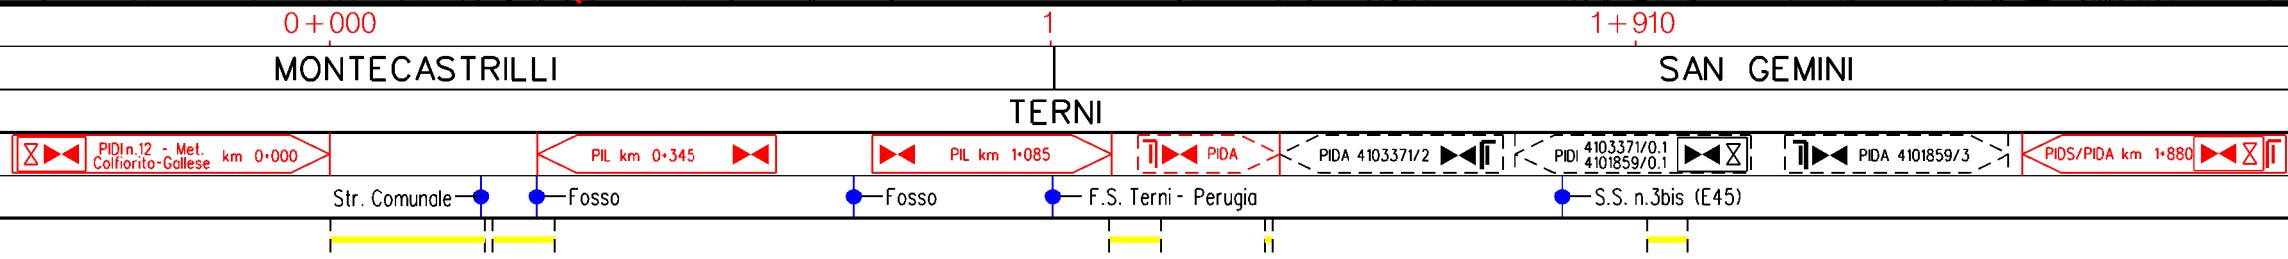 0+000 1 1+910
MONTECASTRILLI SAN GEMINI
TERNI
PIDI n.12 - Met.
Colfiorito-Gallese km 0+000
PIL km 0+345
PIL km 1+085
PIDA
PIDA 4103371/2
PIDI 4103371/0.1
4101859/0.1
PIDA 4101859/3
PIDS/PIDA km 1+880
Str. Comunale Fosso Fosso F.S. Terni - Perugia S.S. n.3bis (E45)